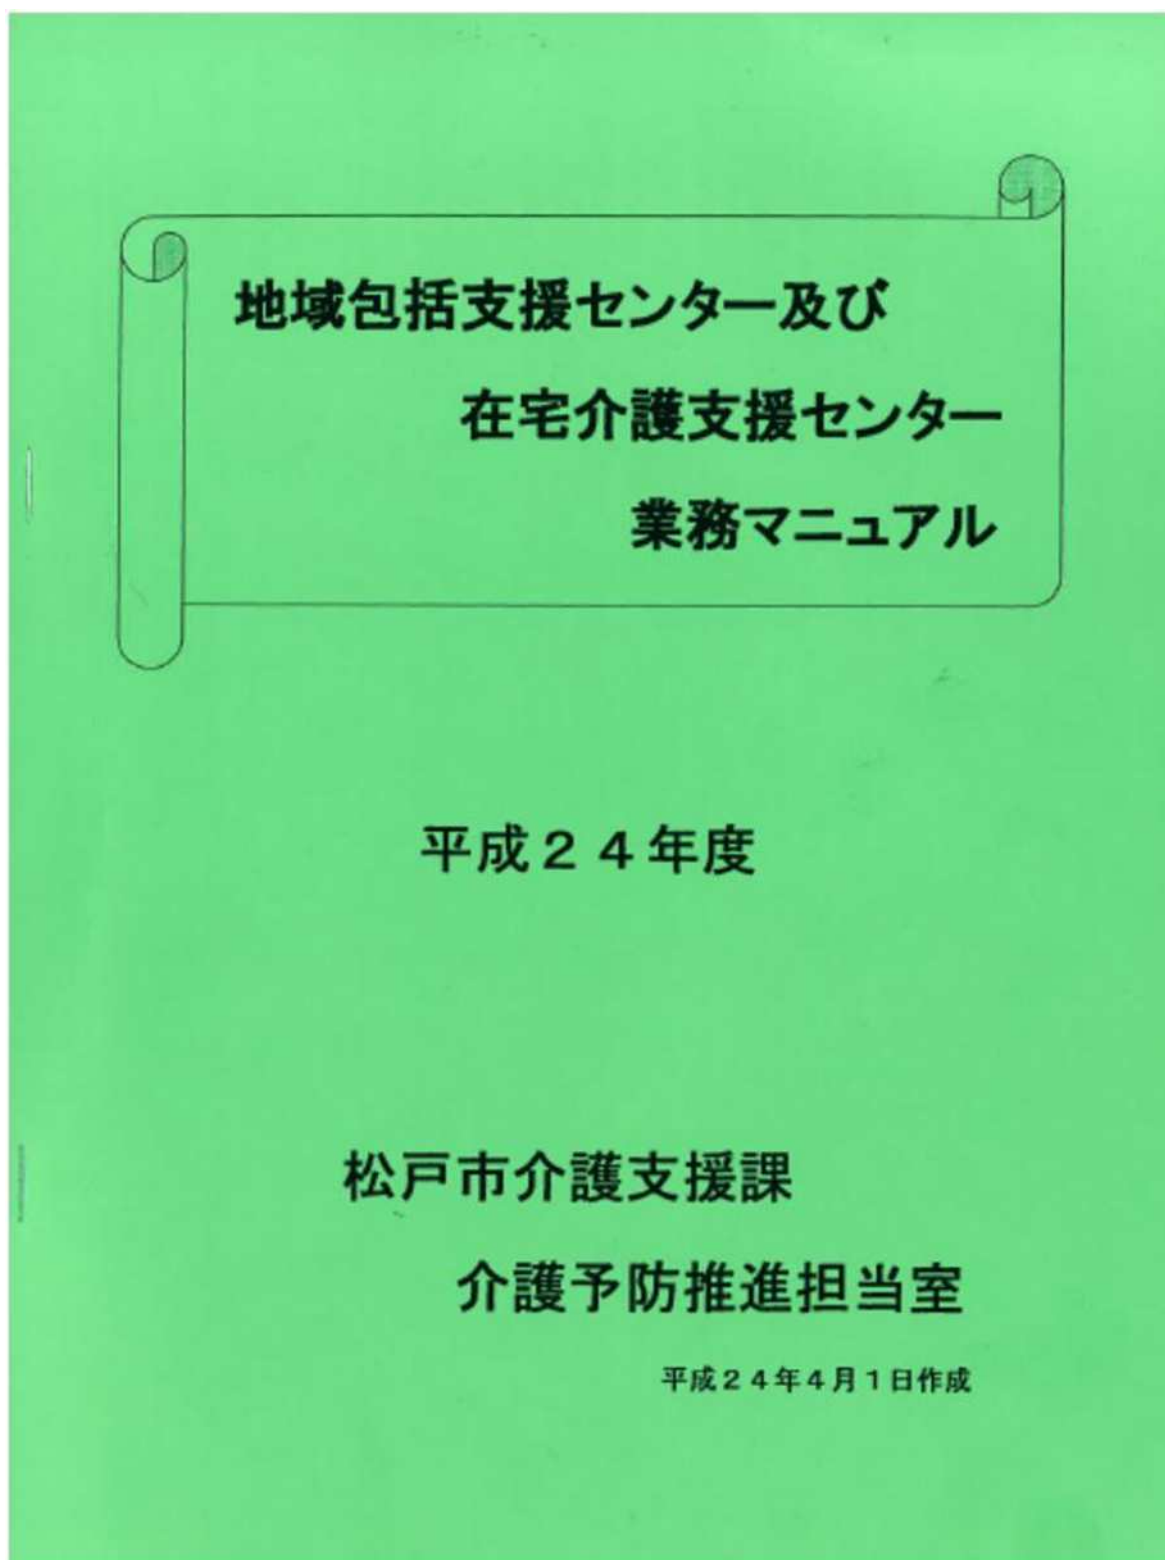 地域包括支援センター及び
在宅介護支援センター
業務マニュアル
平成２４年度
松戸市介護支援課
介護予防推進担当室
平成２４年４月１日作成